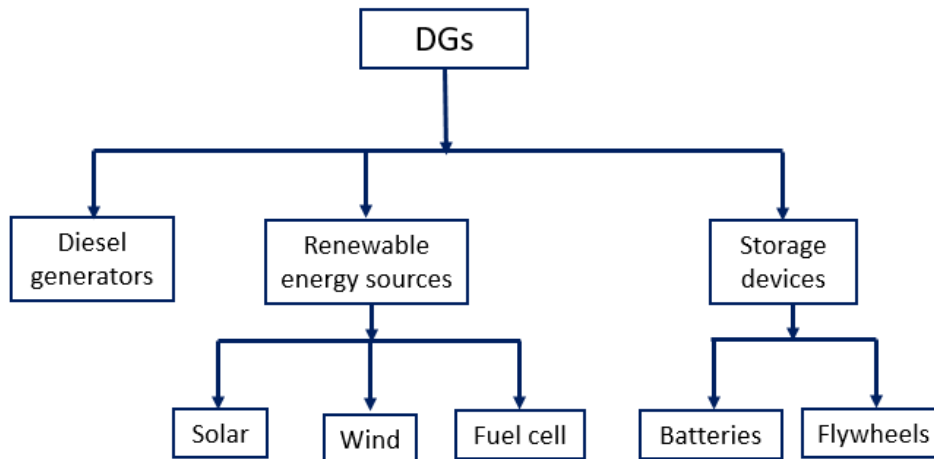 DGs
Diesel
generators
Renewable
energy sources
Storage
devices
Solar
Wind
Fuel cell
Batteries
Flywheels